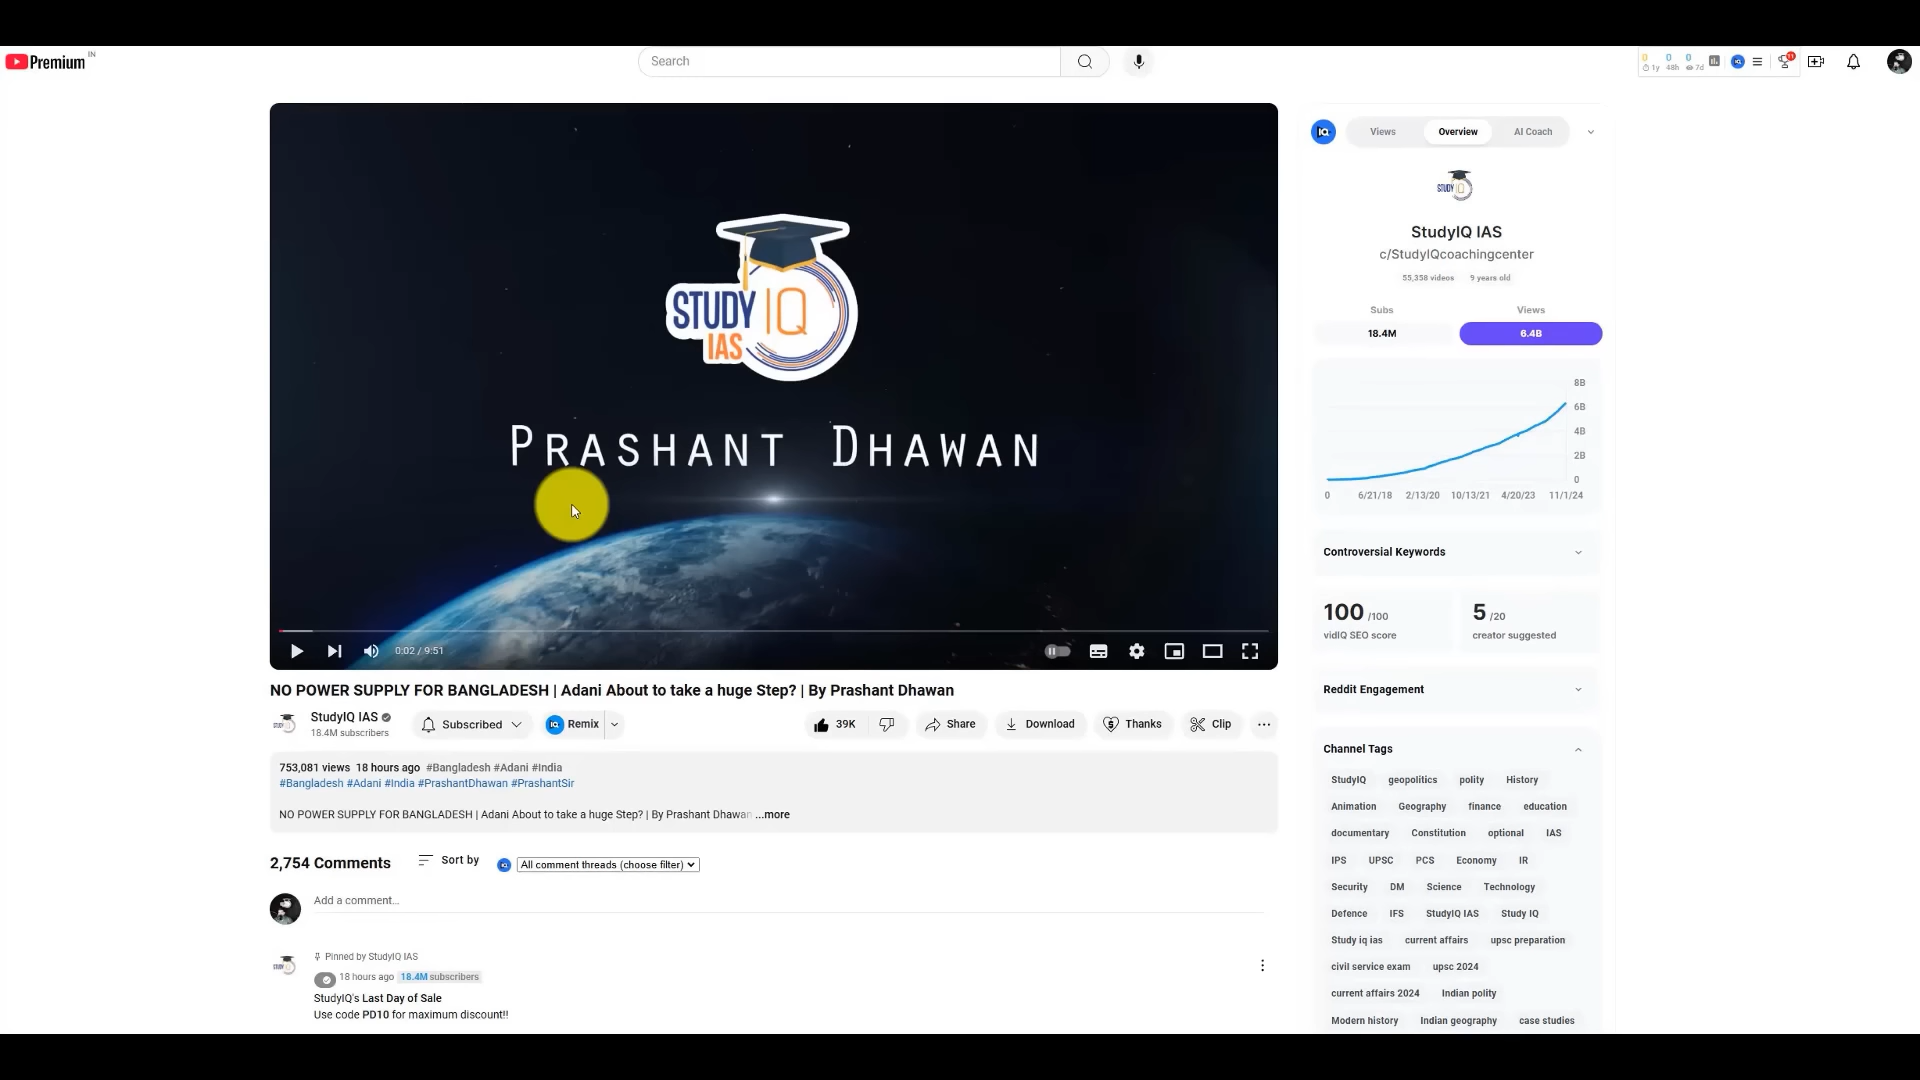 Premium IN
Search
0 0 0
1y 48h 7d
STUDY IQ
IAS
PRASHANT DHAWAN
0:02 / 9:51
NO POWER SUPPLY FOR BANGLADESH | Adani About to take a huge Step? | By Prashant Dhawan
StudyIQ IAS
18.4M subscribers
Subscribed
Remix
39K
Share
Download
Thanks
Clip
753,081 views 18 hours ago #Bangladesh #Adani #India
#Bangladesh #Adani #India #PrashantDhawan #PrashantSir
NO POWER SUPPLY FOR BANGLADESH | Adani About to take a huge Step? | By Prashant Dhawan ...more
2,754 Comments
Sort by
All comment threads (choose filter)
Add a comment...
Pinned by StudyIQ IAS
18 hours ago 18.4M subscribers
StudyIQ's Last Day of Sale
Use code PD10 for maximum discount!!
Views Overview AI Coach
STUDY
StudyIQ IAS
c/StudyIQcoachingcenter
55,358 videos 9 years old
Subs Views
18.4M 6.4B
8B
6B
4B
2B
0
0 6/21/18 2/13/20 10/13/21 4/20/23 11/1/24
Controversial Keywords
100 /100 5 /20
vidIQ SEO score creator suggested
Reddit Engagement
Channel Tags
StudyIQ geopolitics polity History
Animation Geography finance education
documentary Constitution optional IAS
IPS UPSC PCS Economy IR
Security DM Science Technology
Defence IFS StudyIQ IAS Study IQ
Study iq ias current affairs upsc preparation
civil service exam upsc 2024
current affairs 2024 Indian polity
Modern history Indian geography case studies